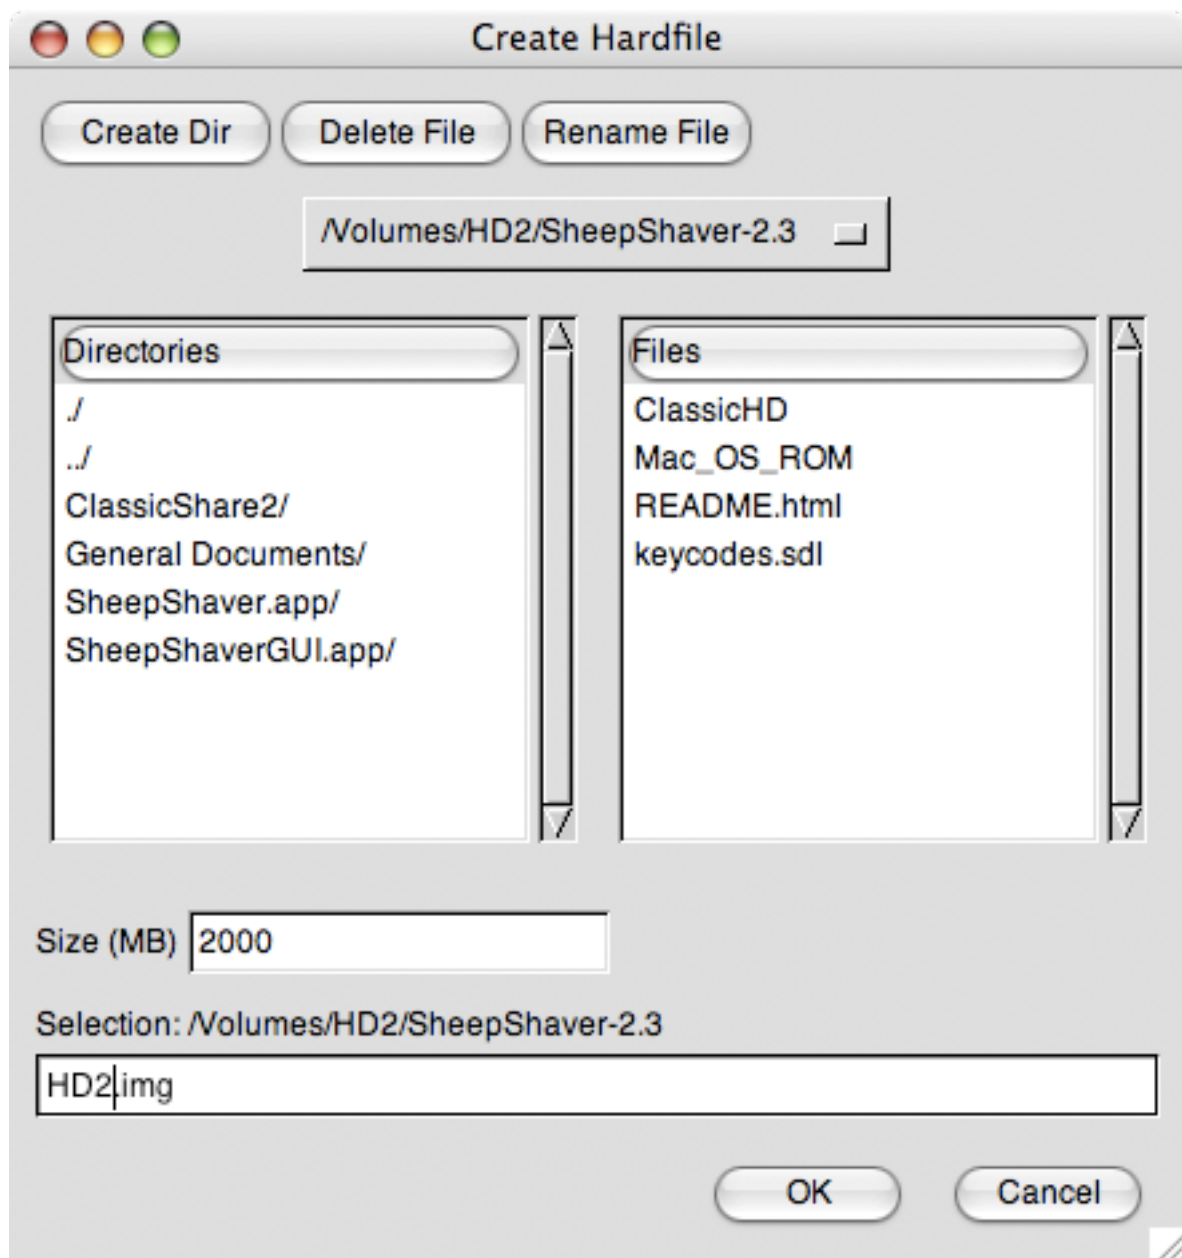 Create Hardfile
Create Dir
Delete File
Rename File
/Volumes/HD2/SheepShaver-2.3
Directories
./
../
ClassicShare2/
General Documents/
SheepShaver.app/
SheepShaverGUI.app/
Files
ClassicHD
Mac_OS_ROM
README.html
keycodes.sdl
Size (MB) 2000
Selection: /Volumes/HD2/SheepShaver-2.3
HD2.img
OK
Cancel